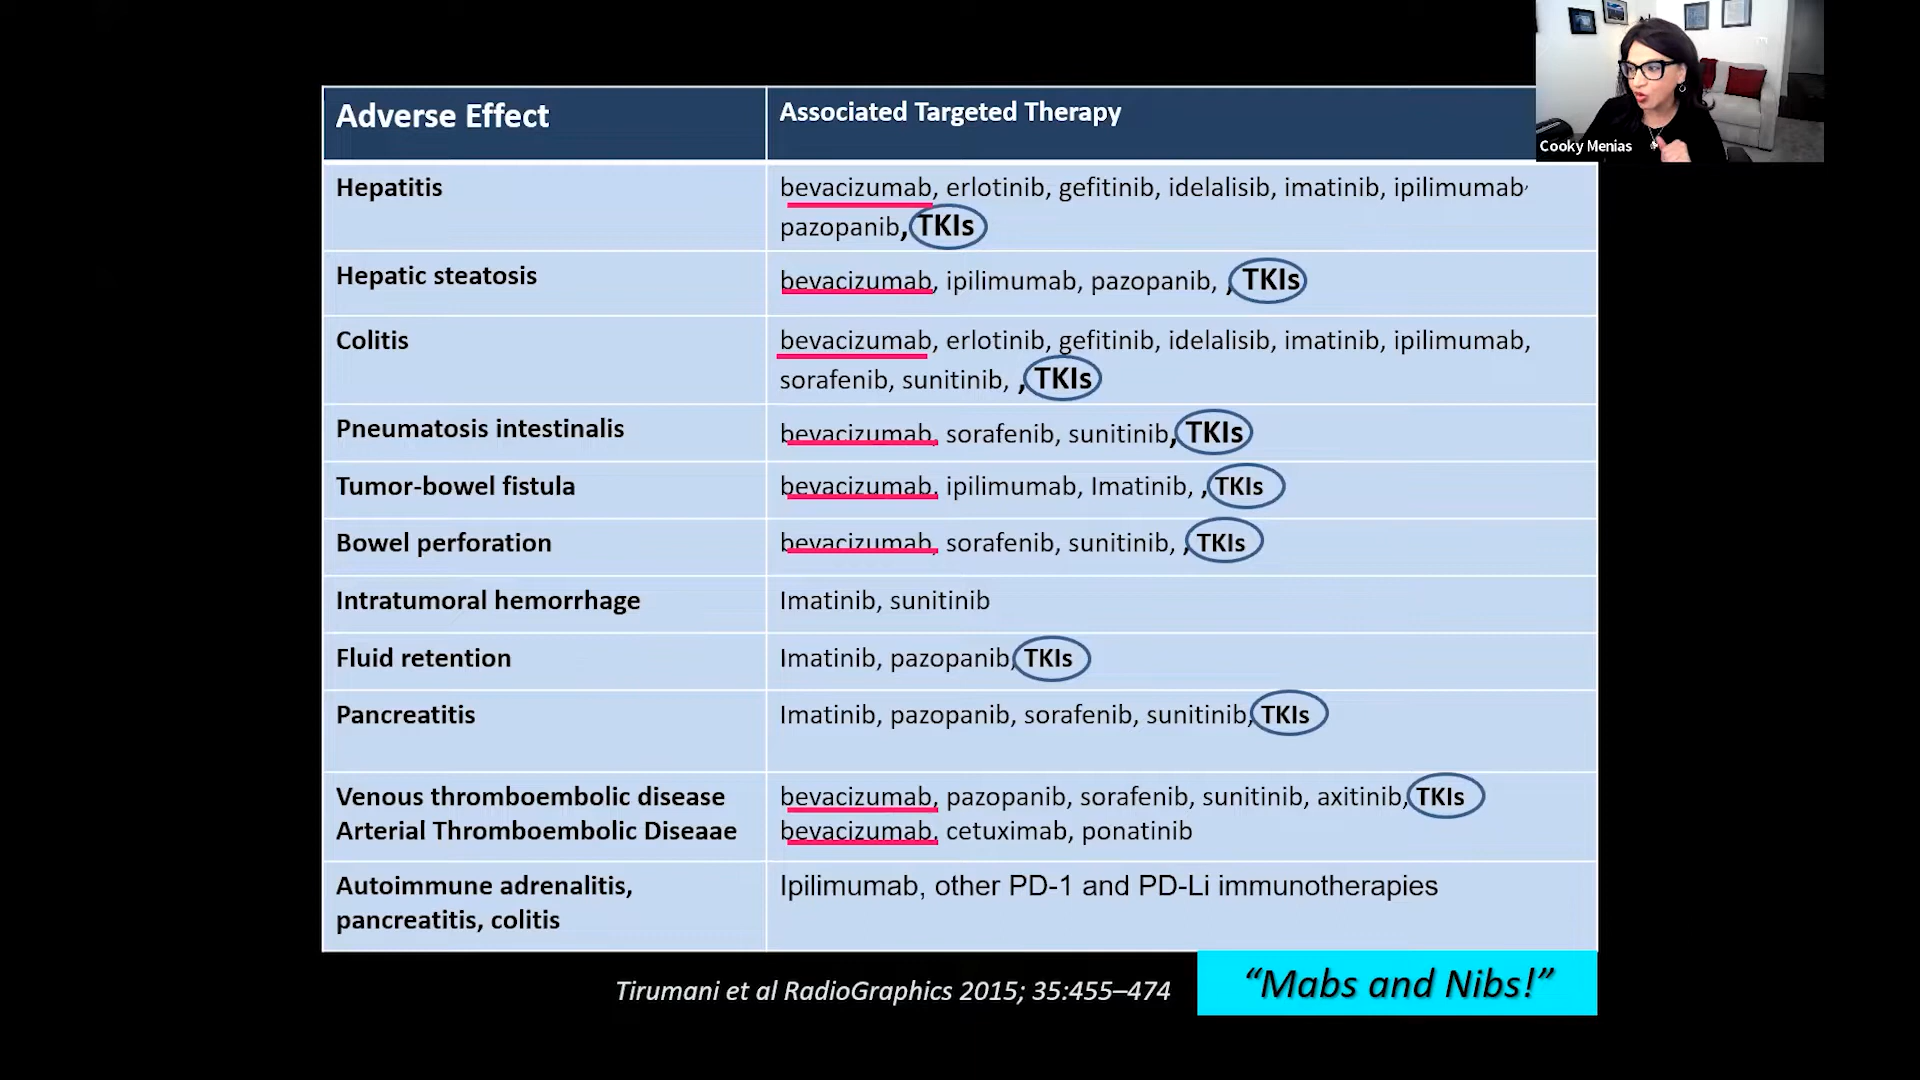 Cooky Menias
Adverse Effect
Associated Targeted Therapy
Hepatitis
bevacizumab, erlotinib, gefitinib, idelalisib, imatinib, ipilimumab,
pazopanib, TKIs
Hepatic steatosis
bevacizumab, ipilimumab, pazopanib, , TKIs
Colitis
bevacizumab, erlotinib, gefitinib, idelalisib, imatinib, ipilimumab,
sorafenib, sunitinib, , TKIs
Pneumatosis intestinalis
bevacizumab, sorafenib, sunitinib, TKIs
Tumor-bowel fistula
bevacizumab, ipilimumab, Imatinib, , TKIs
Bowel perforation
bevacizumab, sorafenib, sunitinib, , TKIs
Intratumoral hemorrhage
Imatinib, sunitinib
Fluid retention
Imatinib, pazopanib, TKIs
Pancreatitis
Imatinib, pazopanib, sorafenib, sunitinib, TKIs
Venous thromboembolic disease
bevacizumab, pazopanib, sorafenib, sunitinib, axitinib, TKIs
Arterial Thromboembolic Diseaae
bevacizumab, cetuximab, ponatinib
Autoimmune adrenalitis,
pancreatitis, colitis
Ipilimumab, other PD-1 and PD-Li immunotherapies
Tirumani et al RadioGraphics 2015; 35:455–474
“Mabs and Nibs!”